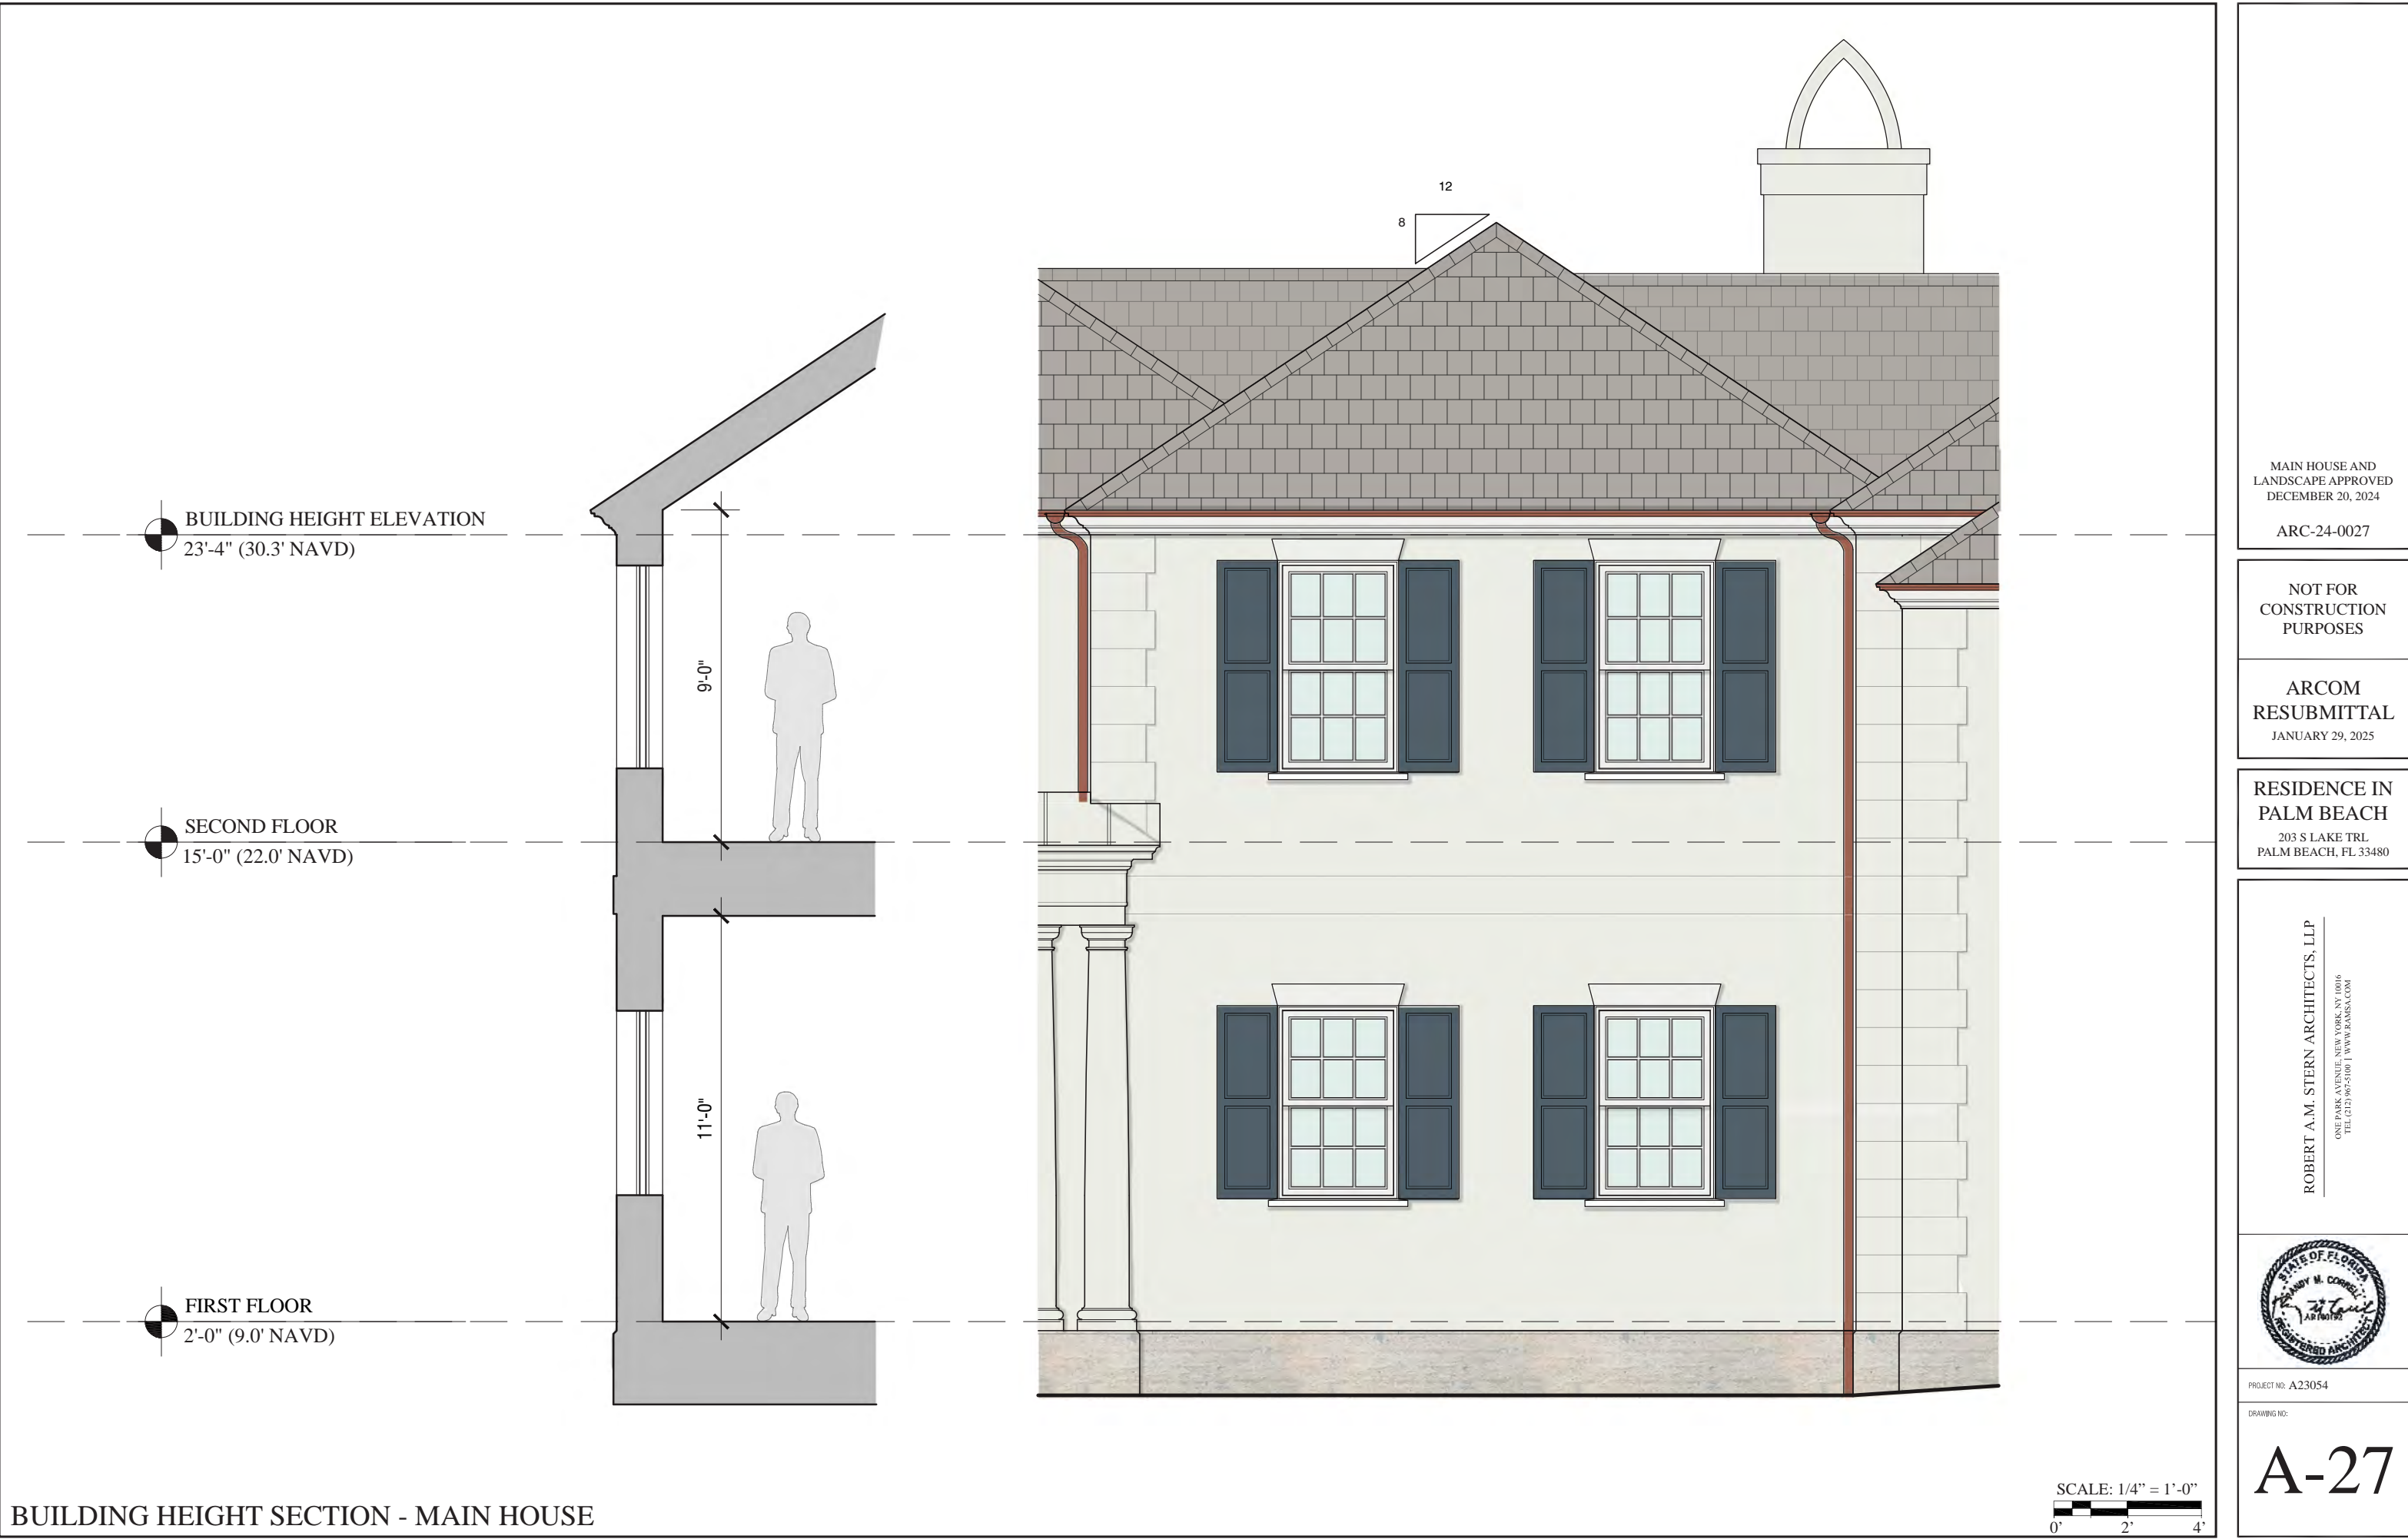 12
8
BUILDING HEIGHT ELEVATION
23'-4" (30.3' NAVD)
9'-0"
SECOND FLOOR
15'-0" (22.0' NAVD)
11'-0"
FIRST FLOOR
2'-0" (9.0' NAVD)
BUILDING HEIGHT SECTION - MAIN HOUSE
SCALE: 1/4” = 1’-0”
0’ 2’ 4’
MAIN HOUSE AND
LANDSCAPE APPROVED
DECEMBER 20, 2024
ARC-24-0027
NOT FOR
CONSTRUCTION
PURPOSES
ARCOM
RESUBMITTAL
JANUARY 29, 2025
RESIDENCE IN
PALM BEACH
203 S LAKE TRL
PALM BEACH, FL 33480
ROBERT A.M. STERN ARCHITECTS, LLP
ONE PARK AVENUE, NEW YORK, NY 10016
TEL (212) 967-5100 | WWW.RAMSA.COM
STATE OF FLORIDA
RANDY M. CORRELL
REGISTERED ARCHITECT
PROJECT NO: A23054
DRAWING NO:
A-27